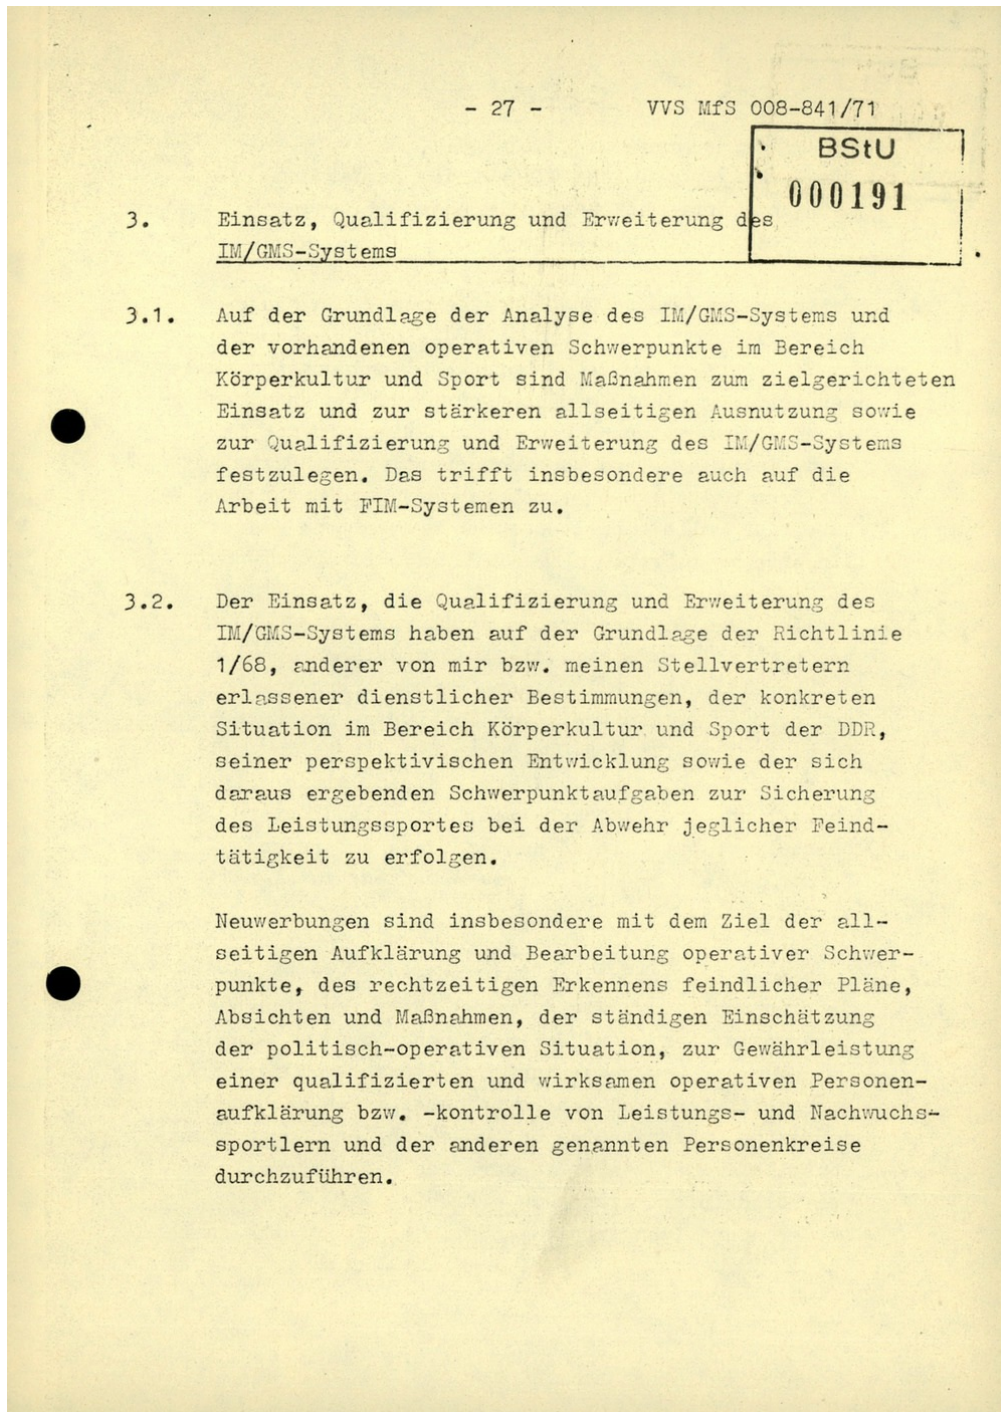 - 27 -
VVS MfS 008-841/71
BStU
000191
3. Einsatz, Qualifizierung und Erweiterung des
IM/GMS-Systems
3.1. Auf der Grundlage der Analyse des IM/GMS-Systems und
der vorhandenen operativen Schwerpunkte im Bereich
Körperkultur und Sport sind Maßnahmen zum zielgerichteten
Einsatz und zur stärkeren allseitigen Ausnutzung sowie
zur Qualifizierung und Erweiterung des IM/GMS-Systems
festzulegen. Das trifft insbesondere auch auf die
Arbeit mit FIM-Systemen zu.
3.2. Der Einsatz, die Qualifizierung und Erweiterung des
IM/GMS-Systems haben auf der Grundlage der Richtlinie
1/68, anderer von mir bzw. meinen Stellvertretern
erlassener dienstlicher Bestimmungen, der konkreten
Situation im Bereich Körperkultur und Sport der DDR,
seiner perspektivischen Entwicklung sowie der sich
daraus ergebenden Schwerpunktaufgaben zur Sicherung
des Leistungssportes bei der Abwehr jeglicher Feind-
tätigkeit zu erfolgen.
Neuwerbungen sind insbesondere mit dem Ziel der all-
seitigen Aufklärung und Bearbeitung operativer Schwer-
punkte, des rechtzeitigen Erkennens feindlicher Pläne,
Absichten und Maßnahmen, der ständigen Einschätzung
der politisch-operativen Situation, zur Gewährleistung
einer qualifizierten und wirksamen operativen Personen-
aufklärung bzw. -kontrolle von Leistungs- und Nachwuchs-
sportlern und der anderen genannten Personenkreise
durchzuführen.